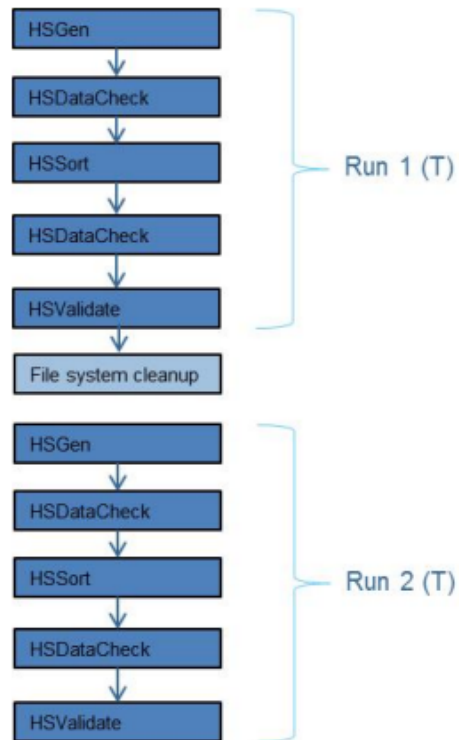 HSGen
HSDataCheck
HSSort
HSDataCheck
HSValidate
Run 1 (T)
File system cleanup
HSGen
HSDataCheck
HSSort
HSDataCheck
HSValidate
Run 2 (T)